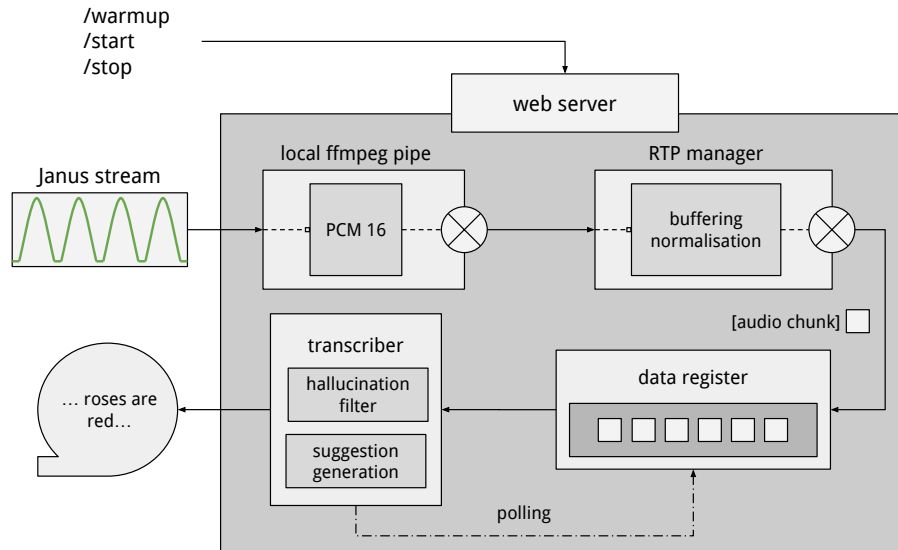 /warmup
/start
/stop
web server
local ffmpeg pipe
RTP manager
Janus stream
PCM 16
buffering
normalisation
[audio chunk]
transcriber
data register
hallucination
filter
… roses are
red…
suggestion
generation
polling